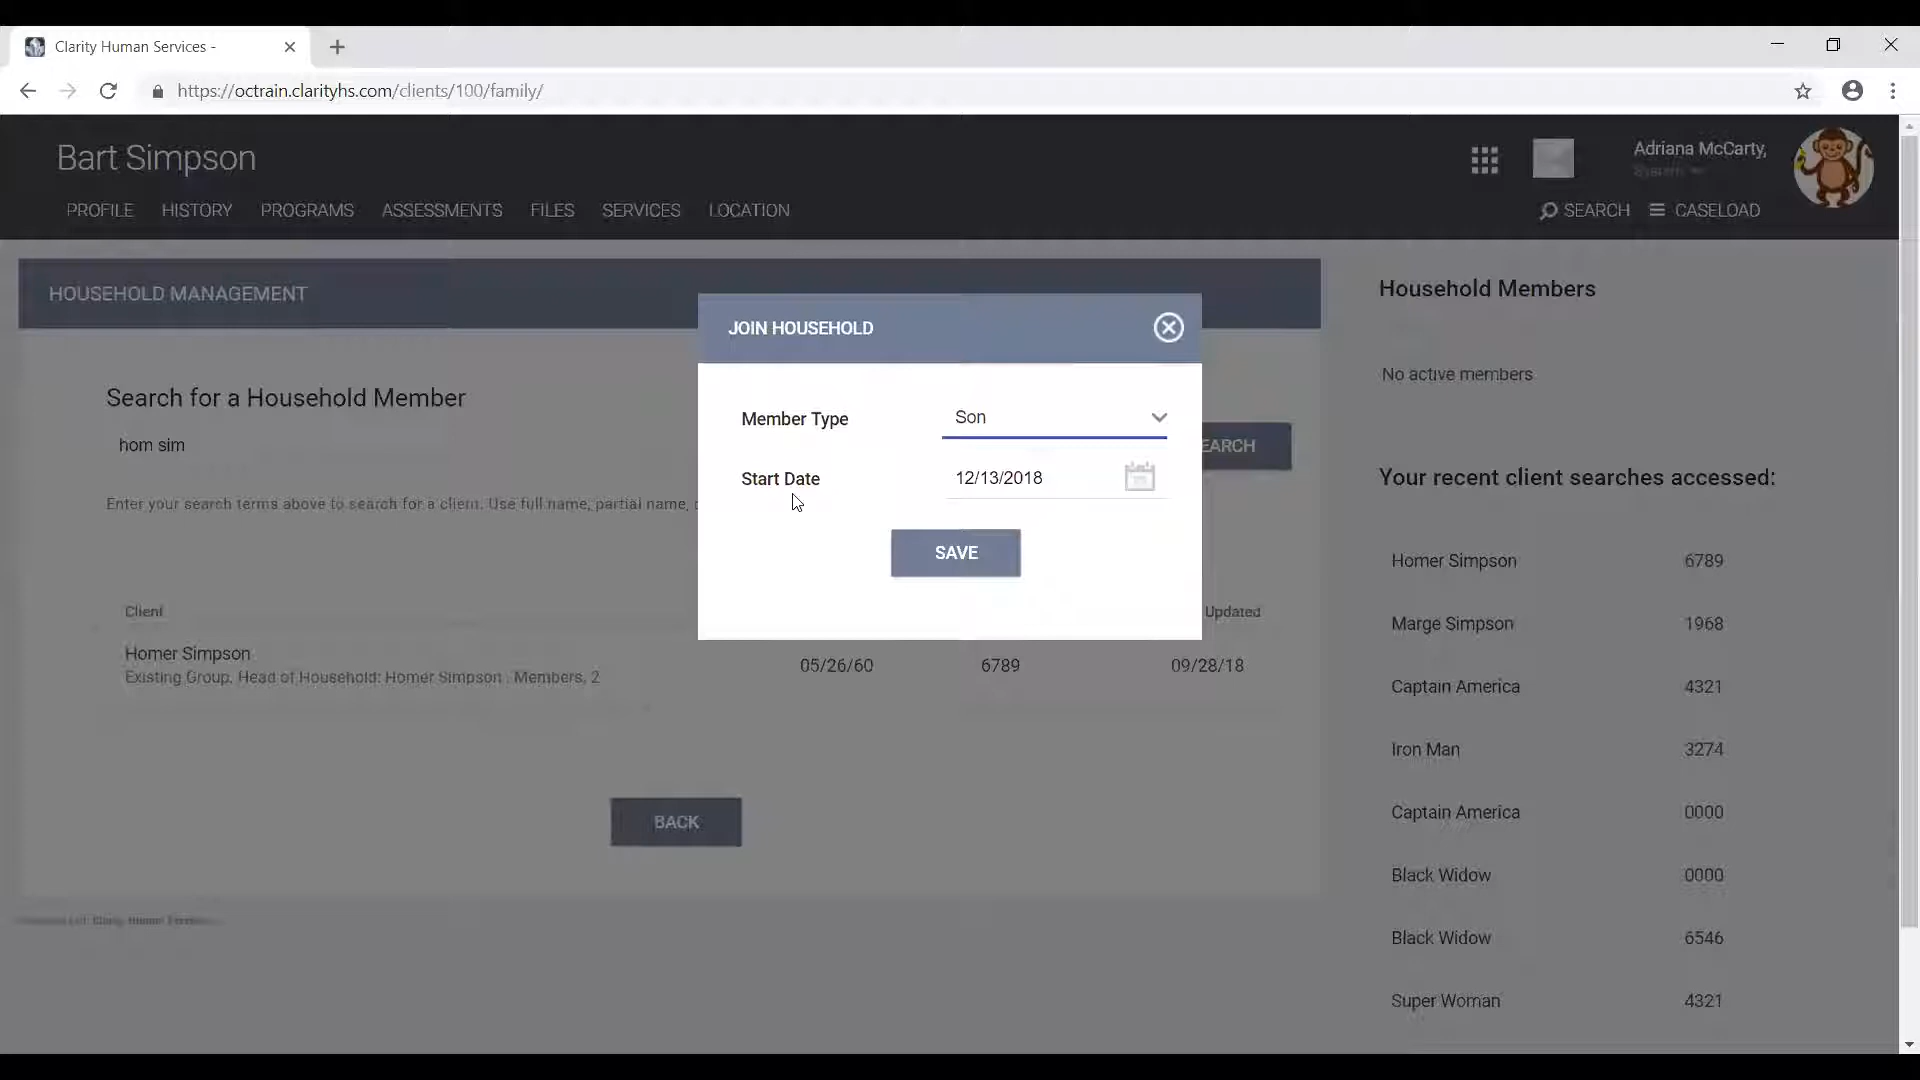 Clarity Human Services -
https://octrain.clarityhs.com/clients/100/family/
Bart Simpson
Adriana McCarty,
PROFILE HISTORY PROGRAMS ASSESSMENTS FILES SERVICES LOCATION
SEARCH CASELOAD
HOUSEHOLD MANAGEMENT
Search for a Household Member
hom sim
EARCH
Enter your search terms above to search for a client. Use full name, partial name,
Client
Updated
Homer Simpson
Existing Group, Head of Household: Homer Simpson . Members, 2
05/26/60 6789 09/28/18
BACK
JOIN HOUSEHOLD
Member Type Son
Start Date 12/13/2018
SAVE
Household Members
No active members
Your recent client searches accessed:
Homer Simpson 6789
Marge Simpson 1968
Captain America 4321
Iron Man 3274
Captain America 0000
Black Widow 0000
Black Widow 6546
Super Woman 4321